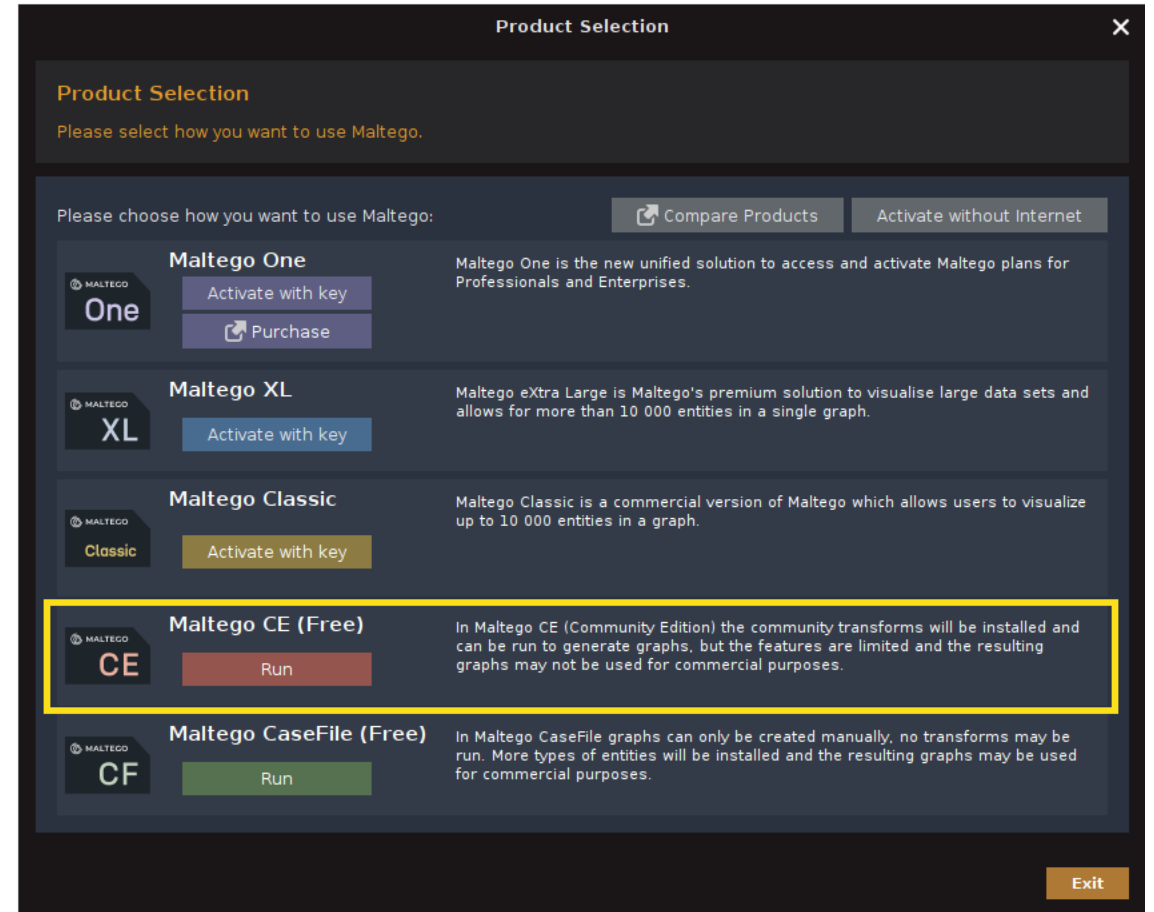 Product Selection
Product Selection
Please select how you want to use Maltego.
Please choose how you want to use Maltego:
Compare Products
Activate without Internet
MALTEGO
One
Maltego One
Activate with key
Purchase
Maltego One is the new unified solution to access and activate Maltego plans for
Professionals and Enterprises.
MALTEGO
XL
Maltego XL
Activate with key
Maltego eXtra Large is Maltego's premium solution to visualise large data sets and
allows for more than 10 000 entities in a single graph.
MALTEGO
Classic
Maltego Classic
Activate with key
Maltego Classic is a commercial version of Maltego which allows users to visualize
up to 10 000 entities in a graph.
MALTEGO
CE
Maltego CE (Free)
Run
In Maltego CE (Community Edition) the community transforms will be installed and
can be run to generate graphs, but the features are limited and the resulting
graphs may not be used for commercial purposes.
MALTEGO
CF
Maltego CaseFile (Free)
Run
In Maltego CaseFile graphs can only be created manually, no transforms may be
run. More types of entities will be installed and the resulting graphs may be used
for commercial purposes.
Exit